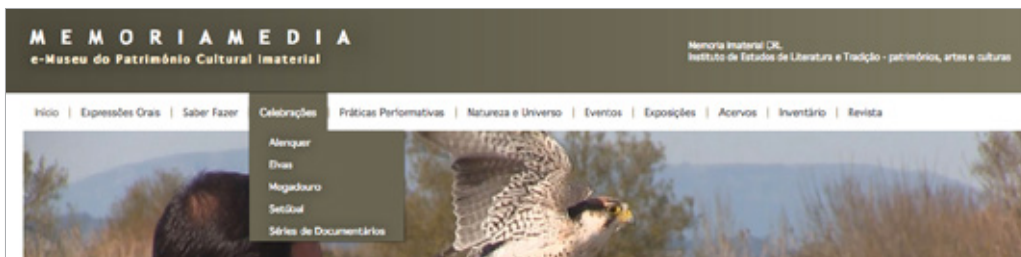 MEMORIAMEDIA
e-Museu do Património Cultural Imaterial
Memoria Imaterial CRL
Instituto de Estudos de Literatura e Tradição - patrimónios, artes e culturas
Início | Expressões Orais | Saber Fazer | Celebrações | Práticas Performativas | Natureza e Universo | Eventos | Exposições | Acervos | Inventário | Revista
Alenquer
Elvas
Mogadouro
Setúbal
Séries de Documentários